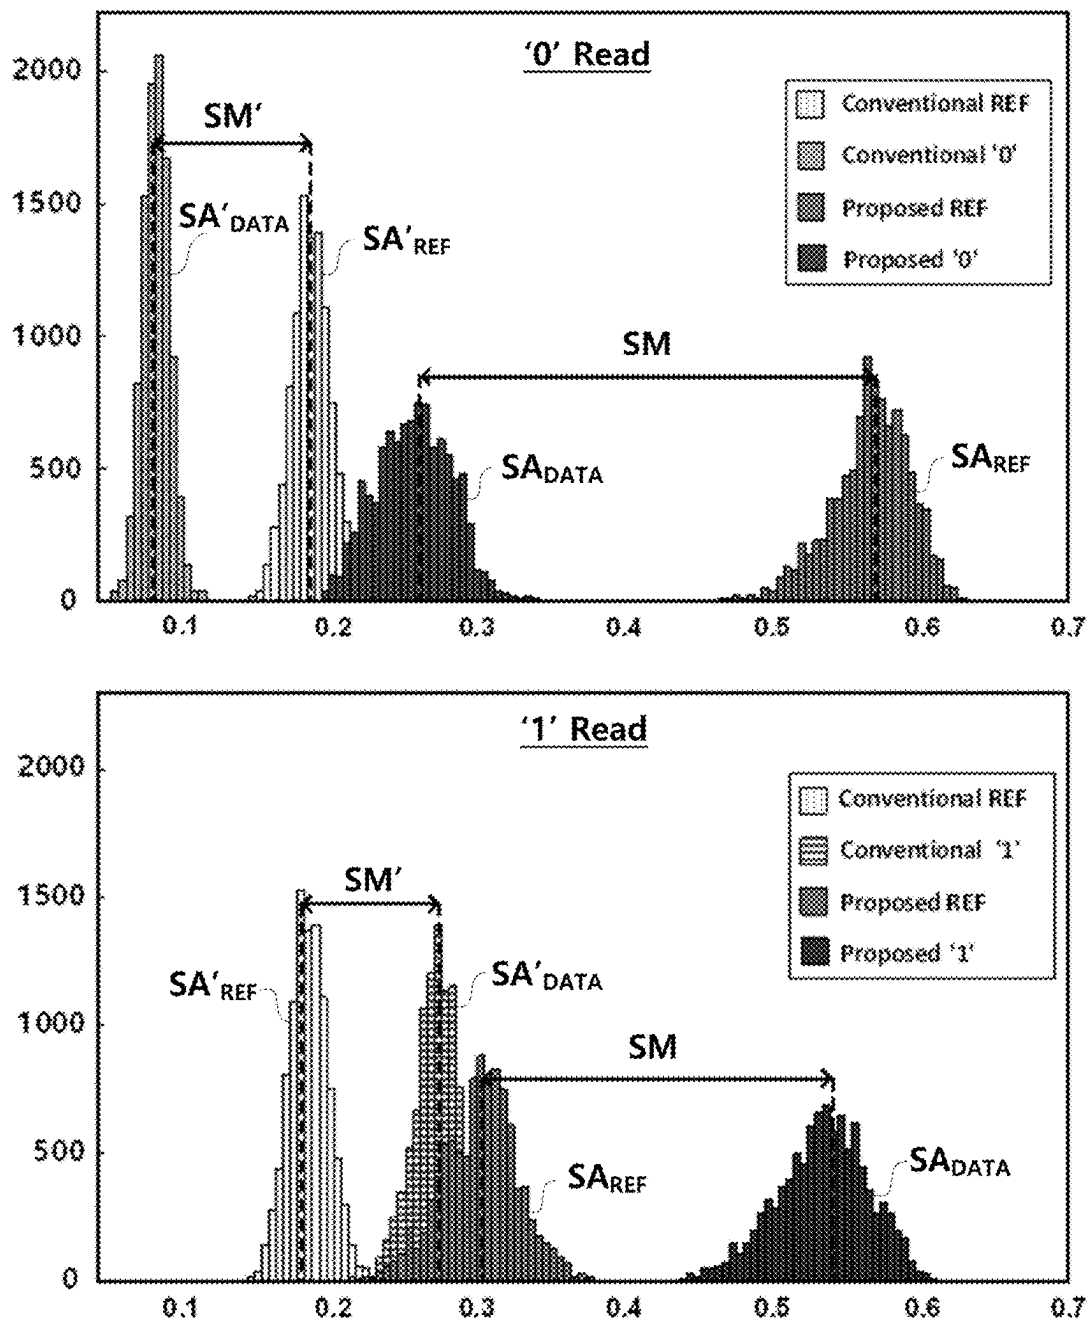 '0' Read
2000
1500
1000
500
0
SM'
SA'DATA
SA'REF
SM
SADATA
SAREF
Conventional REF
Conventional '0'
Proposed REF
Proposed '0'
0.1 0.2 0.3 0.4 0.5 0.6 0.7
'1' Read
2000
1500
1000
500
0
SM'
SA'REF
SA'DATA
SM
SAREF
SADATA
Conventional REF
Conventional '1'
Proposed REF
Proposed '1'
0.1 0.2 0.3 0.4 0.5 0.6 0.7